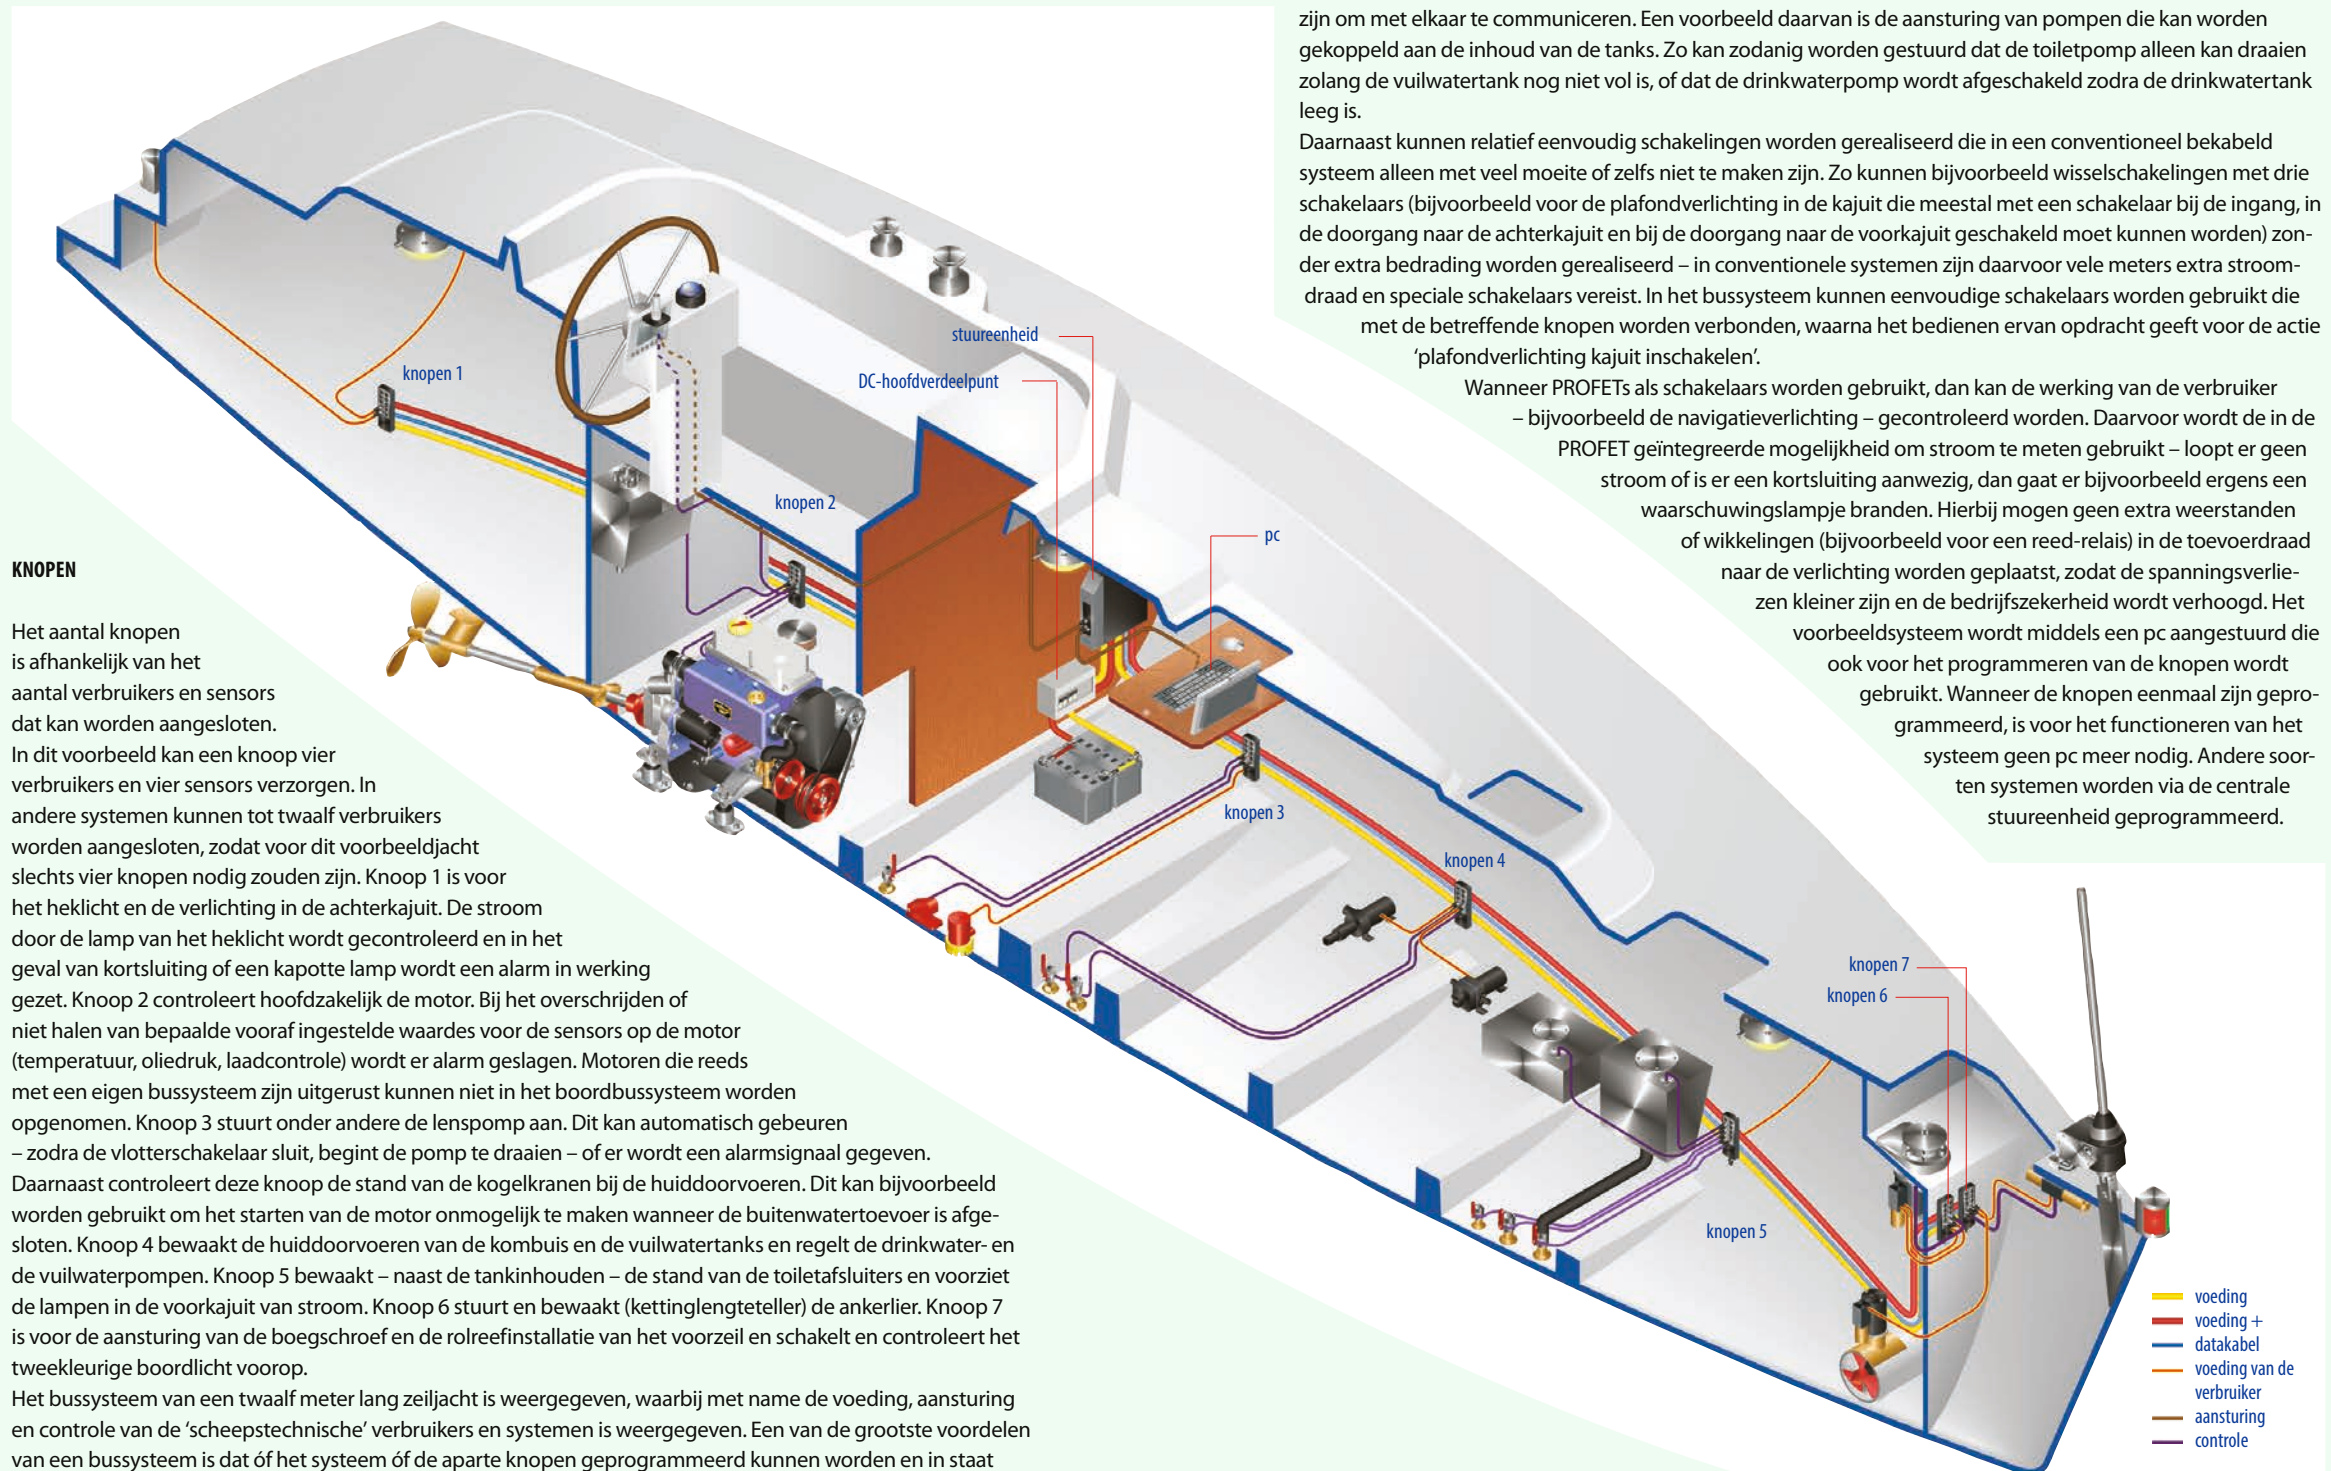 KNOPEN
Het aantal knopen
is afhankelijk van het
aantal verbruikers en sensors
dat kan worden aangesloten.
In dit voorbeeld kan een knoop vier
verbruikers en vier sensors verzorgen. In
andere systemen kunnen tot twaalf verbruikers
worden aangesloten, zodat voor dit voorbeeldjacht
slechts vier knopen nodig zouden zijn. Knoop 1 is voor
het heklicht en de verlichting in de achterkajuit. De stroom
door de lamp van het heklicht wordt gecontroleerd en in het
geval van kortsluiting of een kapotte lamp wordt een alarm in werking
gezet. Knoop 2 controleert hoofdzakelijk de motor. Bij het overschrijden of
niet halen van bepaalde vooraf ingestelde waardes voor de sensors op de motor
(temperatuur, oliedruk, laadcontrole) wordt er alarm geslagen. Motoren die reeds
met een eigen bussysteem zijn uitgerust kunnen niet in het boordbussysteem worden
opgenomen. Knoop 3 stuurt onder andere de lenspomp aan. Dit kan automatisch gebeuren
– zodra de vlotterschakelaar sluit, begint de pomp te draaien – of er wordt een alarmsignaal gegeven.
Daarnaast controleert deze knoop de stand van de kogelkranen bij de huiddoorvoeren. Dit kan bijvoorbeeld
worden gebruikt om het starten van de motor onmogelijk te maken wanneer de buitenwatertoevoer is afge-
sloten. Knoop 4 bewaakt de huiddoorvoeren van de kombuis en de vuilwatertanks en regelt de drinkwater- en
de vuilwaterpompen. Knoop 5 bewaakt – naast de tankinhouden – de stand van de toiletafsluiters en voorziet
de lampen in de voorkajuit van stroom. Knoop 6 stuurt en bewaakt (kettinglengteteller) de ankerlier. Knoop 7
is voor de aansturing van de boegschroef en de rolreefinstallatie van het voorzeil en schakelt en controleert het
tweekleurige boordlicht voorop.
Het bussysteem van een twaalf meter lang zeiljacht is weergegeven, waarbij met name de voeding, aansturing
en controle van de ‘scheepstechnische’ verbruikers en systemen is weergegeven. Een van de grootste voordelen
van een bussysteem is dat óf het systeem óf de aparte knopen geprogrammeerd kunnen worden en in staat
zijn om met elkaar te communiceren. Een voorbeeld daarvan is de aansturing van pompen die kan worden
gekoppeld aan de inhoud van de tanks. Zo kan zodanig worden gestuurd dat de toiletpomp alleen kan draaien
zolang de vuilwatertank nog niet vol is, of dat de drinkwaterpomp wordt afgeschakeld zodra de drinkwatertank
leeg is.
Daarnaast kunnen relatief eenvoudig schakelingen worden gerealiseerd die in een conventioneel bekabeld
systeem alleen met veel moeite of zelfs niet te maken zijn. Zo kunnen bijvoorbeeld wisselschakelingen met drie
schakelaars (bijvoorbeeld voor de plafondverlichting in de kajuit die meestal met een schakelaar bij de ingang, in
de doorgang naar de achterkajuit en bij de doorgang naar de voorkajuit geschakeld moet kunnen worden) zon-
der extra bedrading worden gerealiseerd – in conventionele systemen zijn daarvoor vele meters extra stroom-
draad en speciale schakelaars vereist. In het bussysteem kunnen eenvoudige schakelaars worden gebruikt die
met de betreffende knopen worden verbonden, waarna het bedienen ervan opdracht geeft voor de actie
‘plafondverlichting kajuit inschakelen’.
Wanneer PROFETs als schakelaars worden gebruikt, dan kan de werking van de verbruiker
– bijvoorbeeld de navigatieverlichting – gecontroleerd worden. Daarvoor wordt de in de
PROFET geïntegreerde mogelijkheid om stroom te meten gebruikt – loopt er geen
stroom of is er een kortsluiting aanwezig, dan gaat er bijvoorbeeld ergens een
waarschuwingslampje branden. Hierbij mogen geen extra weerstanden
of wikkelingen (bijvoorbeeld voor een reed-relais) in de toevoerdraad
naar de verlichting worden geplaatst, zodat de spanningsverlie-
zen kleiner zijn en de bedrijfszekerheid wordt verhoogd. Het
voorbeeldsysteem wordt middels een pc aangestuurd die
ook voor het programmeren van de knopen wordt
gebruikt. Wanneer de knopen eenmaal zijn gepro-
grammeerd, is voor het functioneren van het
systeem geen pc meer nodig. Andere soor-
ten systemen worden via de centrale
stuureenheid geprogrammeerd.
knopen 1
stuureenheid
DC-hoofdverdeelpunt
knopen 2
pc
knopen 3
knopen 4
knopen 7
knopen 6
knopen 5
voeding
voeding +
datakabel
voeding van de
verbruiker
aansturing
controle